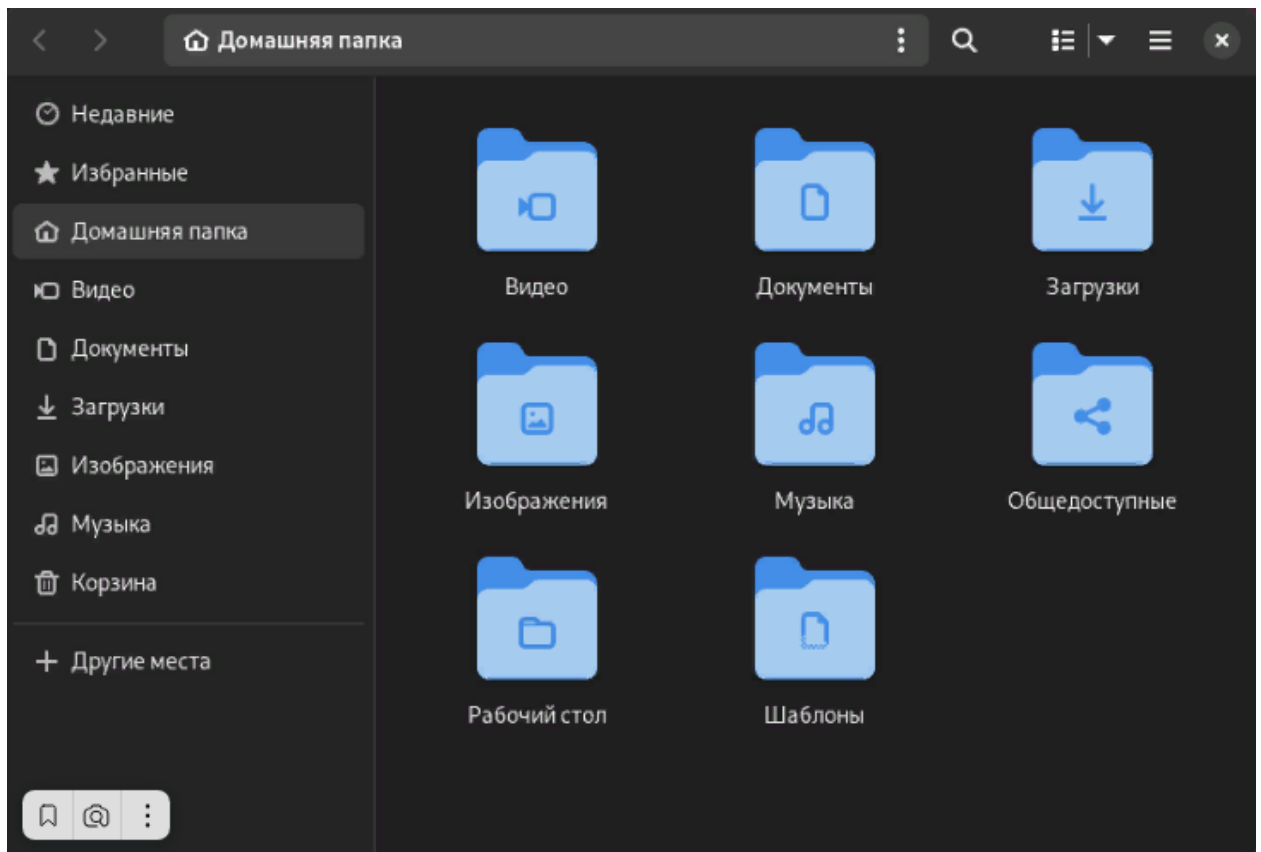 Домашняя папка
Недавние
Избранные
Домашняя папка
Видео
Документы
Загрузки
Изображения
Музыка
Корзина
Другие места
Видео
Документы
Загрузки
Изображения
Музыка
Общедоступные
Рабочий стол
Шаблоны